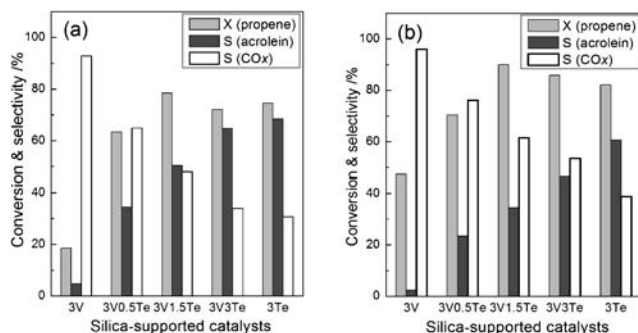 (a)
X (propene)
S (acrolein)
S (COx)
Conversion & selectivity /%
100
80
60
40
20
0
3V 3V0.5Te 3V1.5Te 3V3Te 3Te
Silica-supported catalysts
(b)
X (propene)
S (acrolein)
S (COx)
Conversion & selectivity /%
100
80
60
40
20
0
3V 3V0.5Te 3V1.5Te 3V3Te 3Te
Silica-supported catalysts